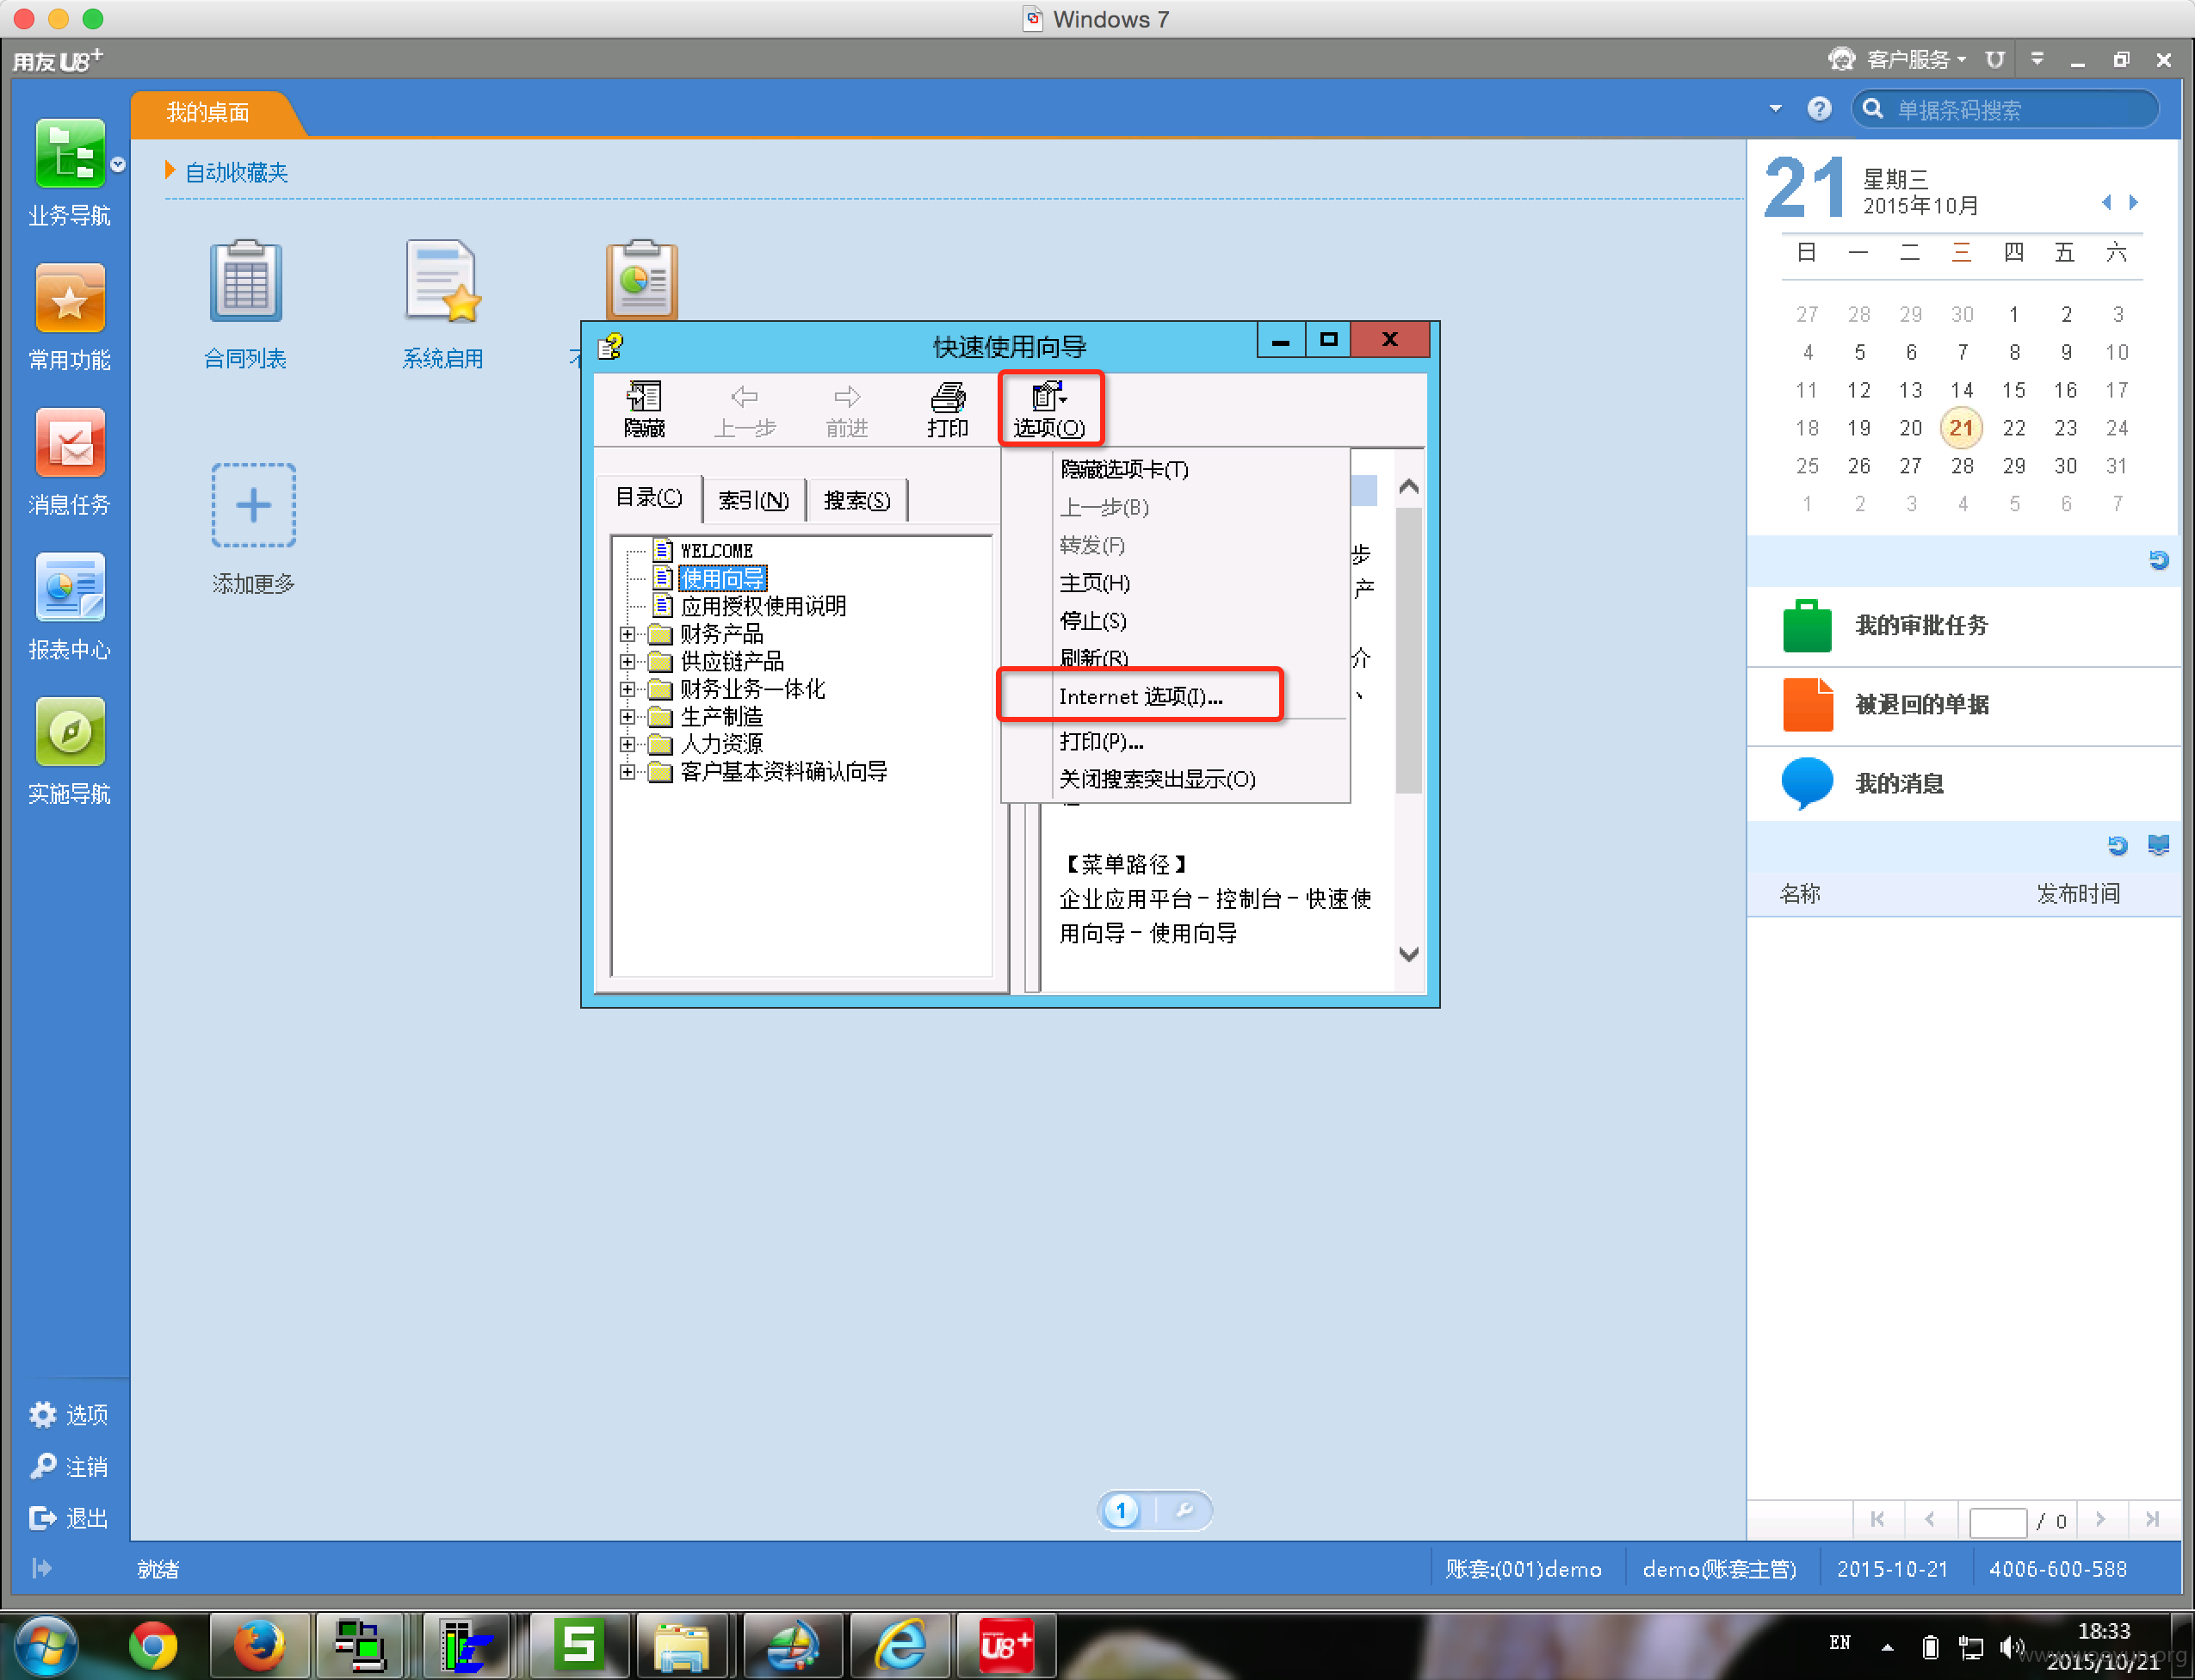 Windows 7
用友U8+
客户服务
我的桌面
单据条码搜索
业务导航
常用功能
消息任务
报表中心
实施导航
选项
注销
退出
自动收藏夹
合同列表
系统启用
添加更多
快速使用向导
隐藏
上一步
前进
打印
选项(O)
目录(C)
索引(N)
搜索(S)
WELCOME
使用向导
应用授权使用说明
财务产品
供应链产品
财务业务一体化
生产制造
人力资源
客户基本资料确认向导
隐藏选项卡(T)
上一步(B)
转发(F)
主页(H)
停止(S)
刷新(R)
Internet 选项(I)...
打印(P)...
关闭搜索突出显示(O)
步
产
介
、
【菜单路径】
企业应用平台－控制台－快速使
用向导－使用向导
1
21
星期三
2015年10月
日 一 二 三 四 五 六
27 28 29 30 1 2 3
4 5 6 7 8 9 10
11 12 13 14 15 16 17
18 19 20 21 22 23 24
25 26 27 28 29 30 31
1 2 3 4 5 6 7
我的审批任务
被退回的单据
我的消息
名称 发布时间
/ 0
就绪
账套:(001)demo
demo(账套主管)
2015-10-21
4006-600-588
S
U8+
EN
18:33
2015/10/21